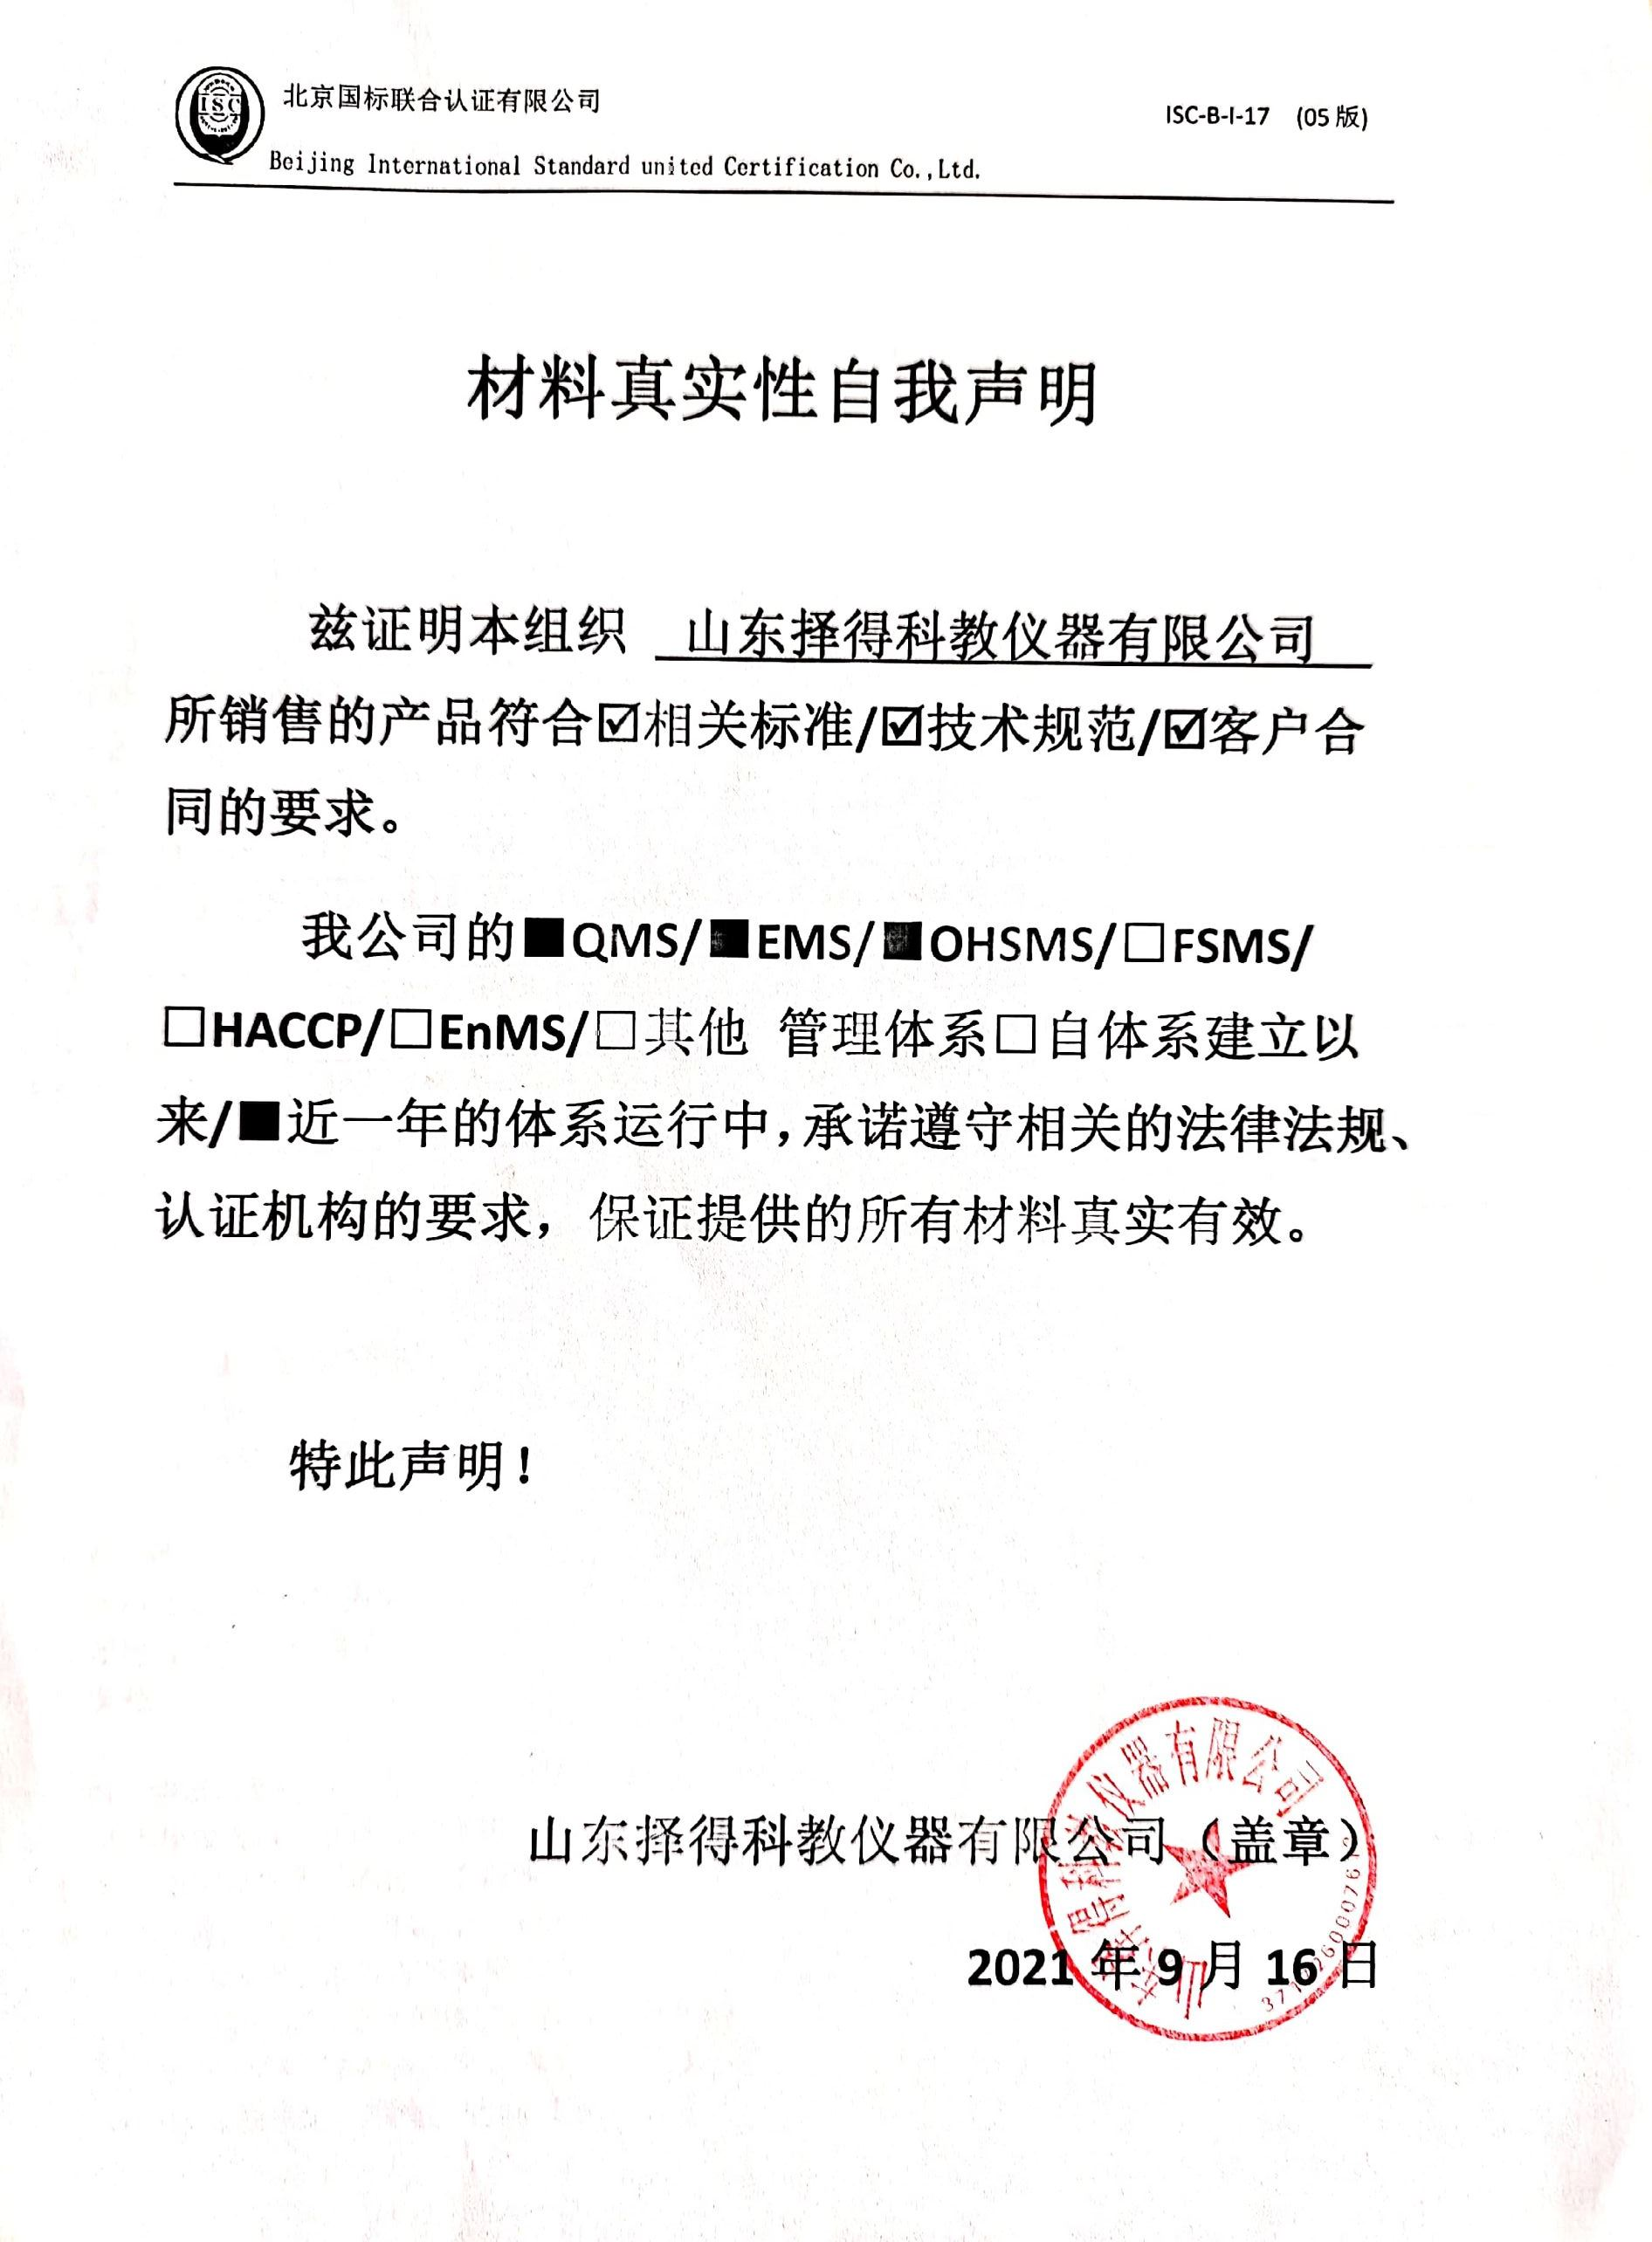 ISC
北京国标联合认证有限公司
ISC-B-I-17 (05版)
Beijing International Standard united Certification Co.,Ltd.
材料真实性自我声明
兹证明本组织 山东择得科教仪器有限公司
所销售的产品符合☑相关标准/☑技术规范/☑客户合
同的要求。
我公司的■QMS/■EMS/■OHSMS/□FSMS/
□HACCP/□EnMS/□其他 管理体系□自体系建立以
来/■近一年的体系运行中,承诺遵守相关的法律法规、
认证机构的要求，保证提供的所有材料真实有效。
特此声明！
山东择得科教仪器有限公司（盖章）
2021年9月16日